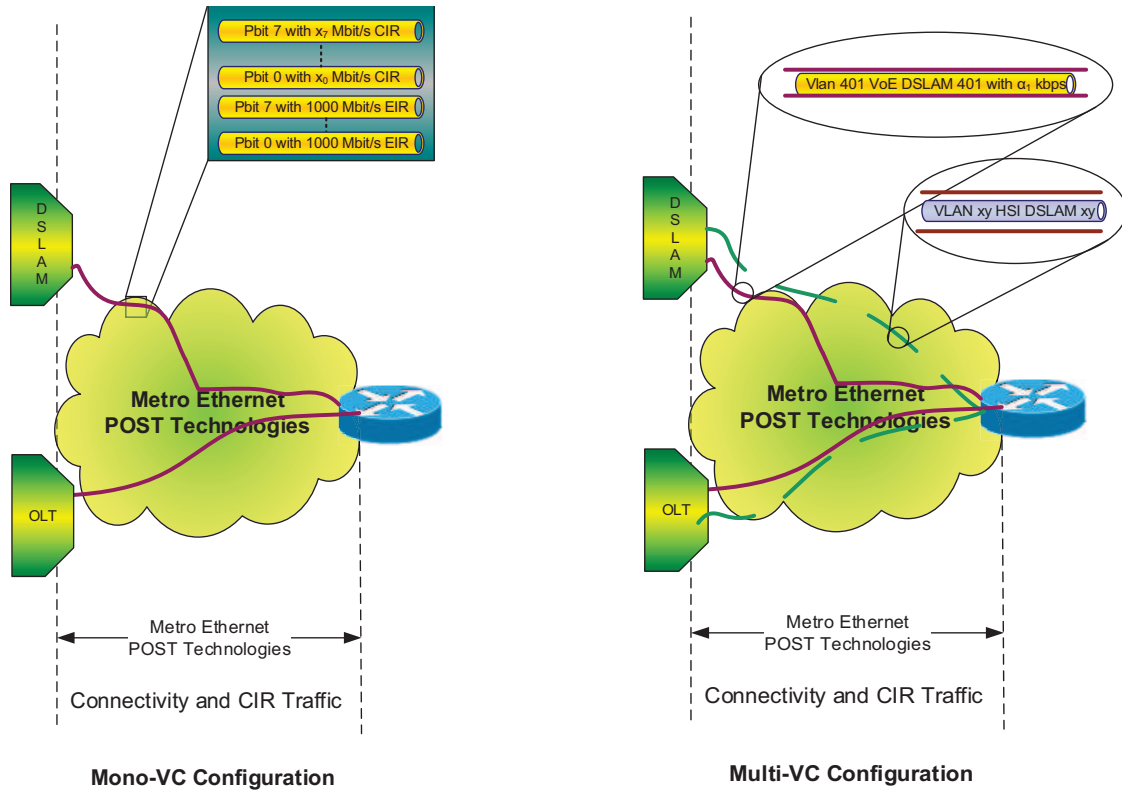 Pbit 7 with x7 Mbit/s CIR
Pbit 0 with x0 Mbit/s CIR
Pbit 7 with 1000 Mbit/s EIR
Pbit 0 with 1000 Mbit/s EIR
DSLAM
Metro Ethernet
POST Technologies
OLT
Metro Ethernet
POST Technologies
Connectivity and CIR Traffic
Mono-VC Configuration
Vlan 401 VoE DSLAM 401 with α1 kbps
VLAN xy HSI DSLAM xy
DSLAM
Metro Ethernet
POST Technologies
OLT
Metro Ethernet
POST Technologies
Connectivity and CIR Traffic
Multi-VC Configuration